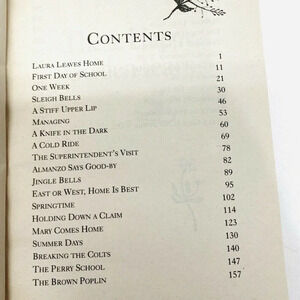 CONTENTS
LAURA LEAVES HOME 1
FIRST DAY OF SCHOOL 11
ONE WEEK 21
SLEIGH BELLS 30
A STIFF UPPER LIP 46
MANAGING 53
A KNIFE IN THE DARK 60
A COLD RIDE 69
THE SUPERINTENDENT'S VISIT 78
ALMANZO SAYS GOOD-BY 82
JINGLE BELLS 89
EAST OR WEST, HOME IS BEST 95
SPRINGTIME 102
HOLDING DOWN A CLAIM 114
MARY COMES HOME 123
SUMMER DAYS 130
BREAKING THE COLTS 140
THE PERRY SCHOOL 147
THE BROWN POPLIN 157